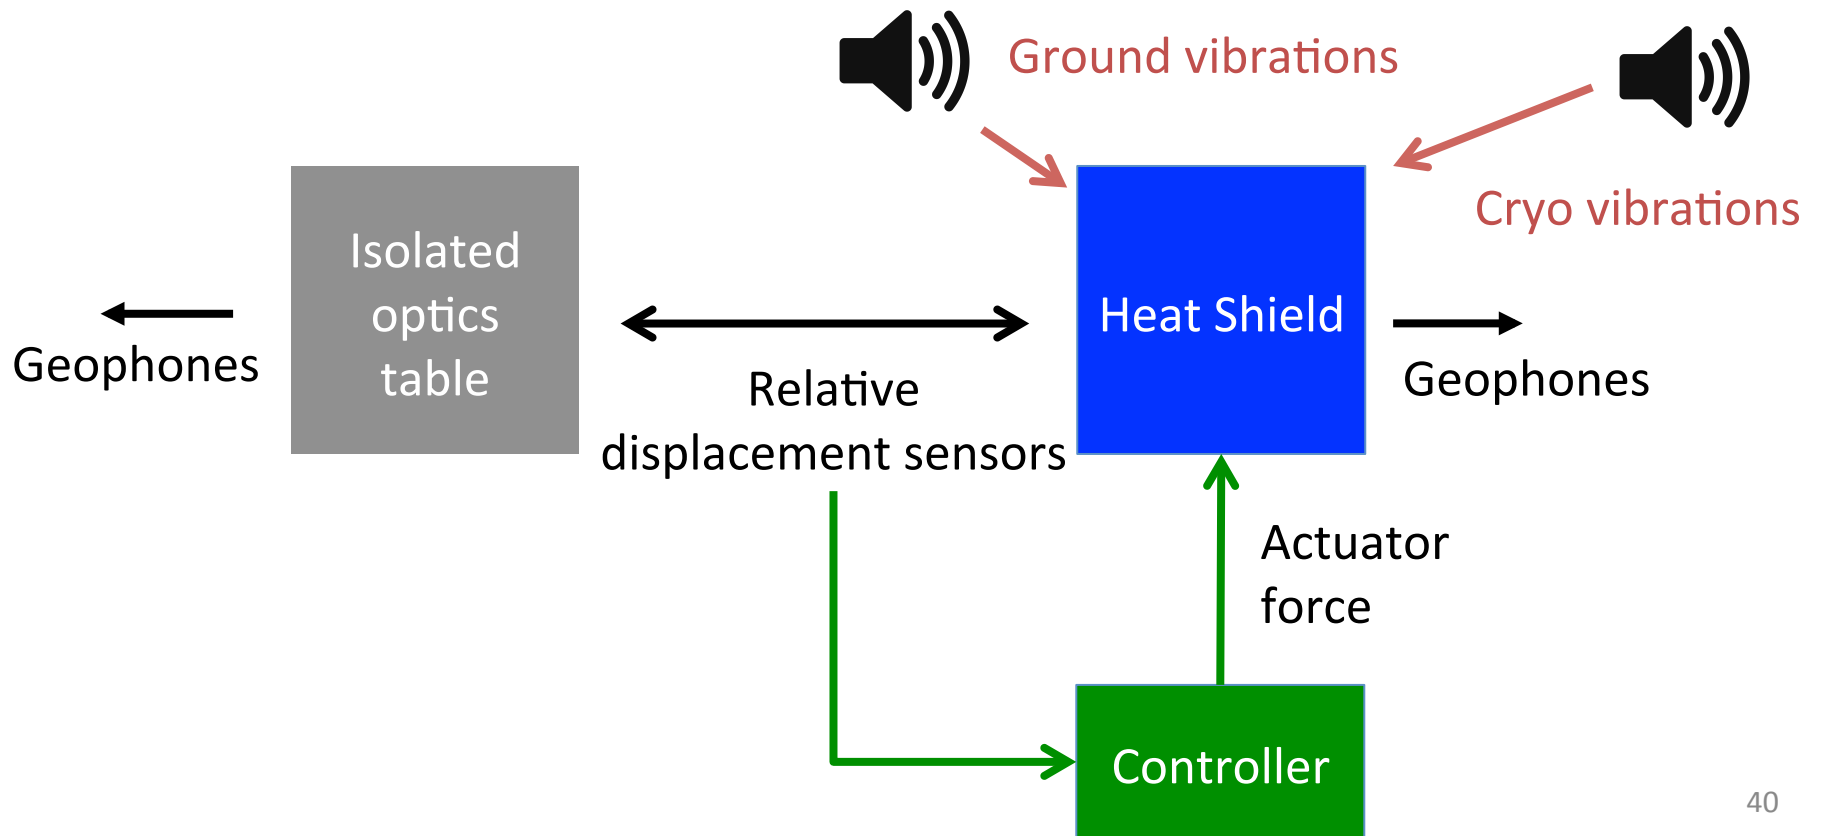 Ground vibrations
Cryo vibrations
Isolated
optics
table
Heat Shield
Geophones
Relative
displacement sensors
Geophones
Actuator
force
Controller
40